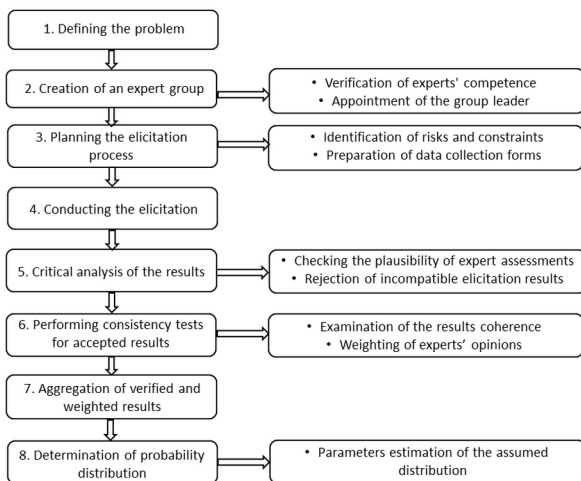 1. Defining the problem
2. Creation of an expert group
• Verification of experts' competence
• Appointment of the group leader
3. Planning the elicitation
process
• Identification of risks and constraints
• Preparation of data collection forms
4. Conducting the elicitation
5. Critical analysis of the results
• Checking the plausibility of expert assessments
• Rejection of incompatible elicitation results
6. Performing consistency tests
for accepted results
• Examination of the results coherence
• Weighting of experts’ opinions
7. Aggregation of verified and
weighted results
8. Determination of probability
distribution
• Parameters estimation of the assumed
distribution